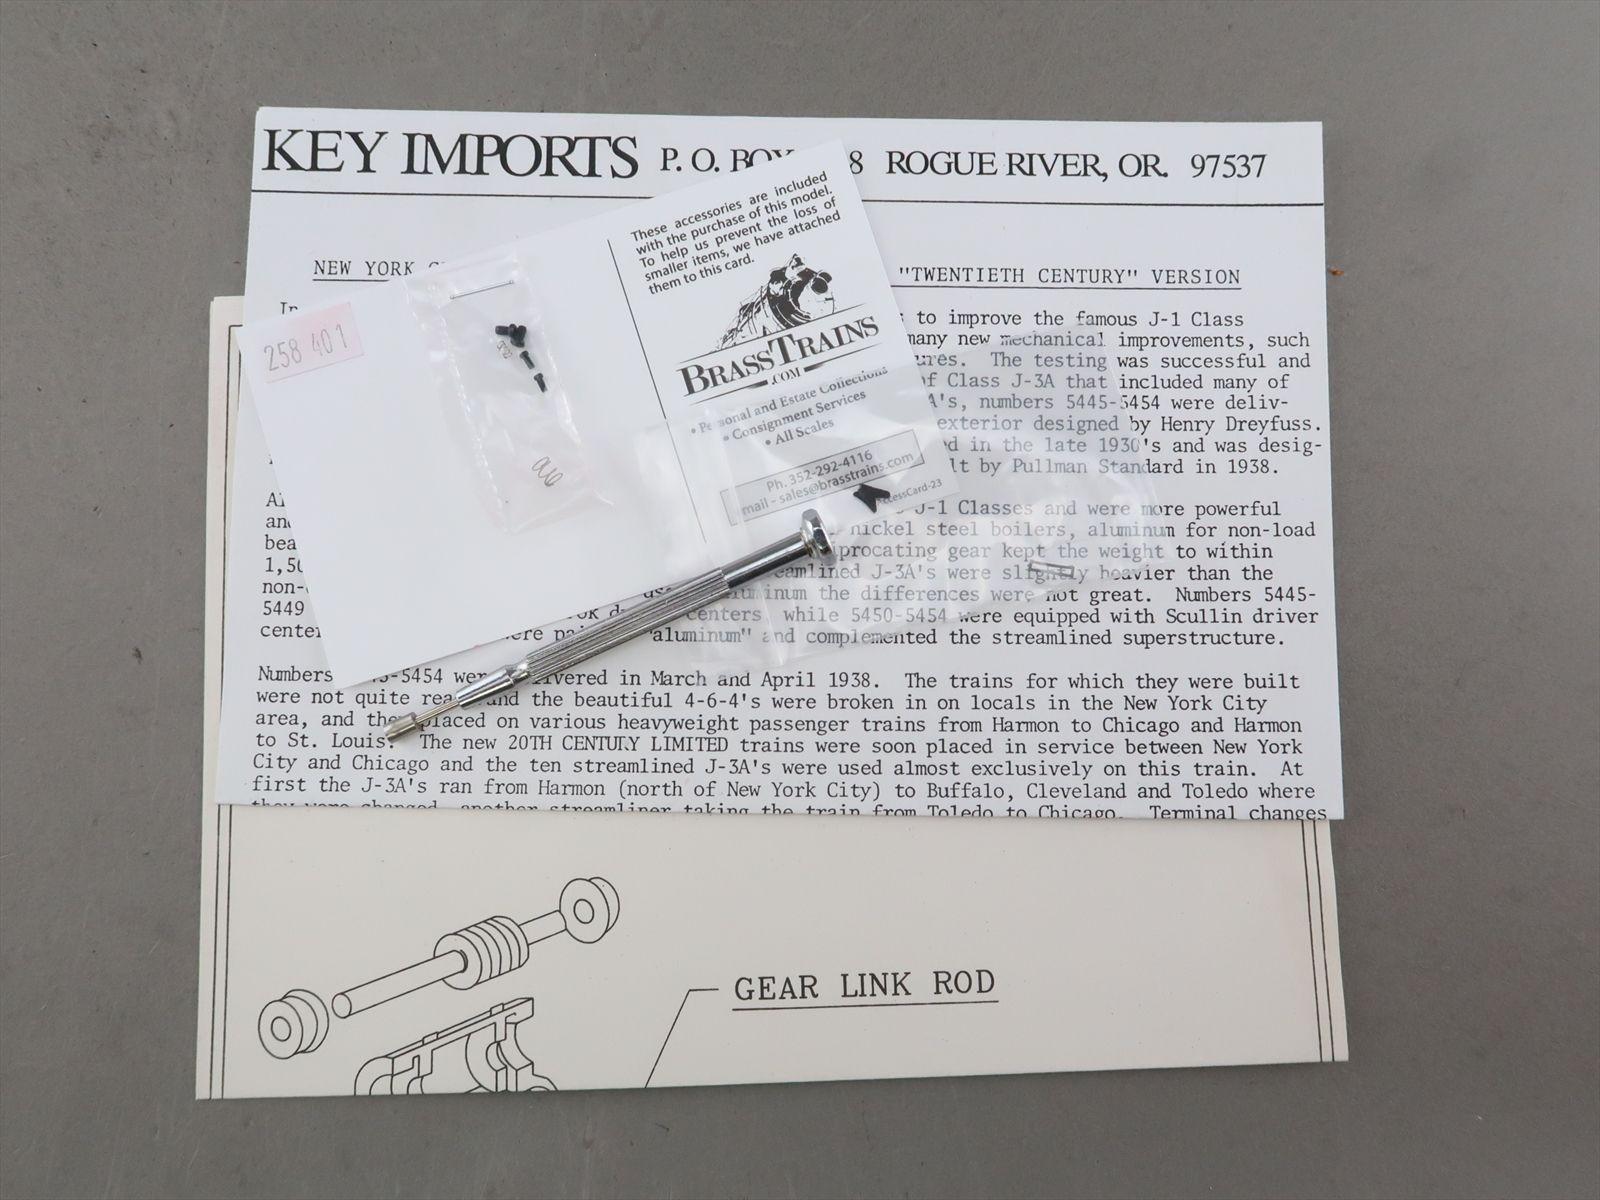 KEY IMPORTS P. O. BOX 8 ROGUE RIVER, OR. 97537
NEW YORK "TWENTIETH CENTURY" VERSION
In to improve the famous J-1 Class
many new mechanical improvements, such
The testing was successful and
of Class J-3A that included many of
numbers 5445-5454 were deliv-
exterior designed by Henry Dreyfuss.
in the late 1930's and was desig-
by Pullman Standard in 1938.
J-1 Classes and were more powerful
nickel steel boilers, aluminum for non-load
gear kept the weight to within
J-3A's were slightly heavier than the
non- the differences were not great. Numbers 5445-
5449 centers while 5450-5454 were equipped with Scullin driver
"aluminum" and complemented the streamlined superstructure.
Numbers -5454 were delivered in March and April 1938. The trains for which they were built
were not quite and the beautiful 4-6-4's were broken in on locals in the New York City
area, and placed on various heavyweight passenger trains from Harmon to Chicago and Harmon
to St. Louis. The new 20TH CENTURY LIMITED trains were soon placed in service between New York
City and Chicago and the ten streamlined J-3A's were used almost exclusively on this train. At
first the J-3A's ran from Harmon (north of New York City) to Buffalo, Cleveland and Toledo where
they were changed, another streamliner taking the train from Toledo to Chicago. Terminal changes
258 401
These accessories are included
with the purchase of this model.
To help us prevent the loss of
smaller items, we have attached
them to this card.
BRASSTRAINS
.COM
• Personal and Estate Collections
• Consignment Services
• All Scales
Ph. 352-292-4116
email - sales@brasstrains.com
AccessCard-23
GEAR LINK ROD